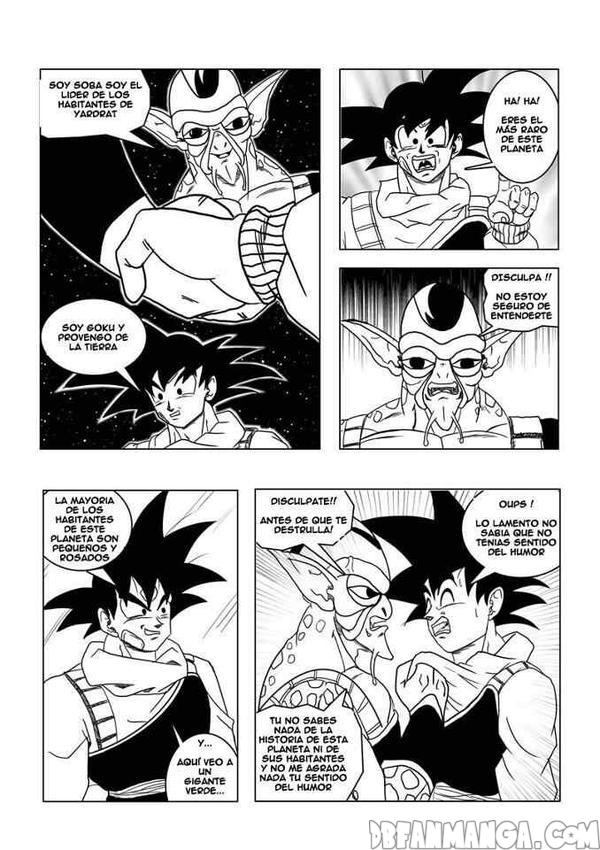 SOY SOBA SOY EL
LIDER DE LOS
HABITANTES DE
YARDRAT
SOY GOKU Y
PROVENGO DE
LA TIERRA
HA! HA!
ERES EL
MÁS RARO
DE ESTE
PLANETA
DISCULPA !!
NO ESTOY
SEGURO DE
ENTENDERTE
LA MAYORIA
DE LOS
HABITANTES
DE ESTE
PLANETA SON
PEQUEÑOS Y
ROSADOS
Y...
AQUÍ VEO A
UN
GIGANTE
VERDE...
DISCULPATE!!
ANTES DE QUE TE
DESTRULLA!
OUPS !
LO LAMENTO NO
SABIA QUE NO
TENIAS SENTIDO
DEL HUMOR
TU NO SABES
NADA DE LA
HISTORIA DE ESTA
PLANETA NI DE
SUS HABITANTES
Y NO ME AGRADA
NADA TU SENTIDO
DEL HUMOR
DBFANMANGA.COM